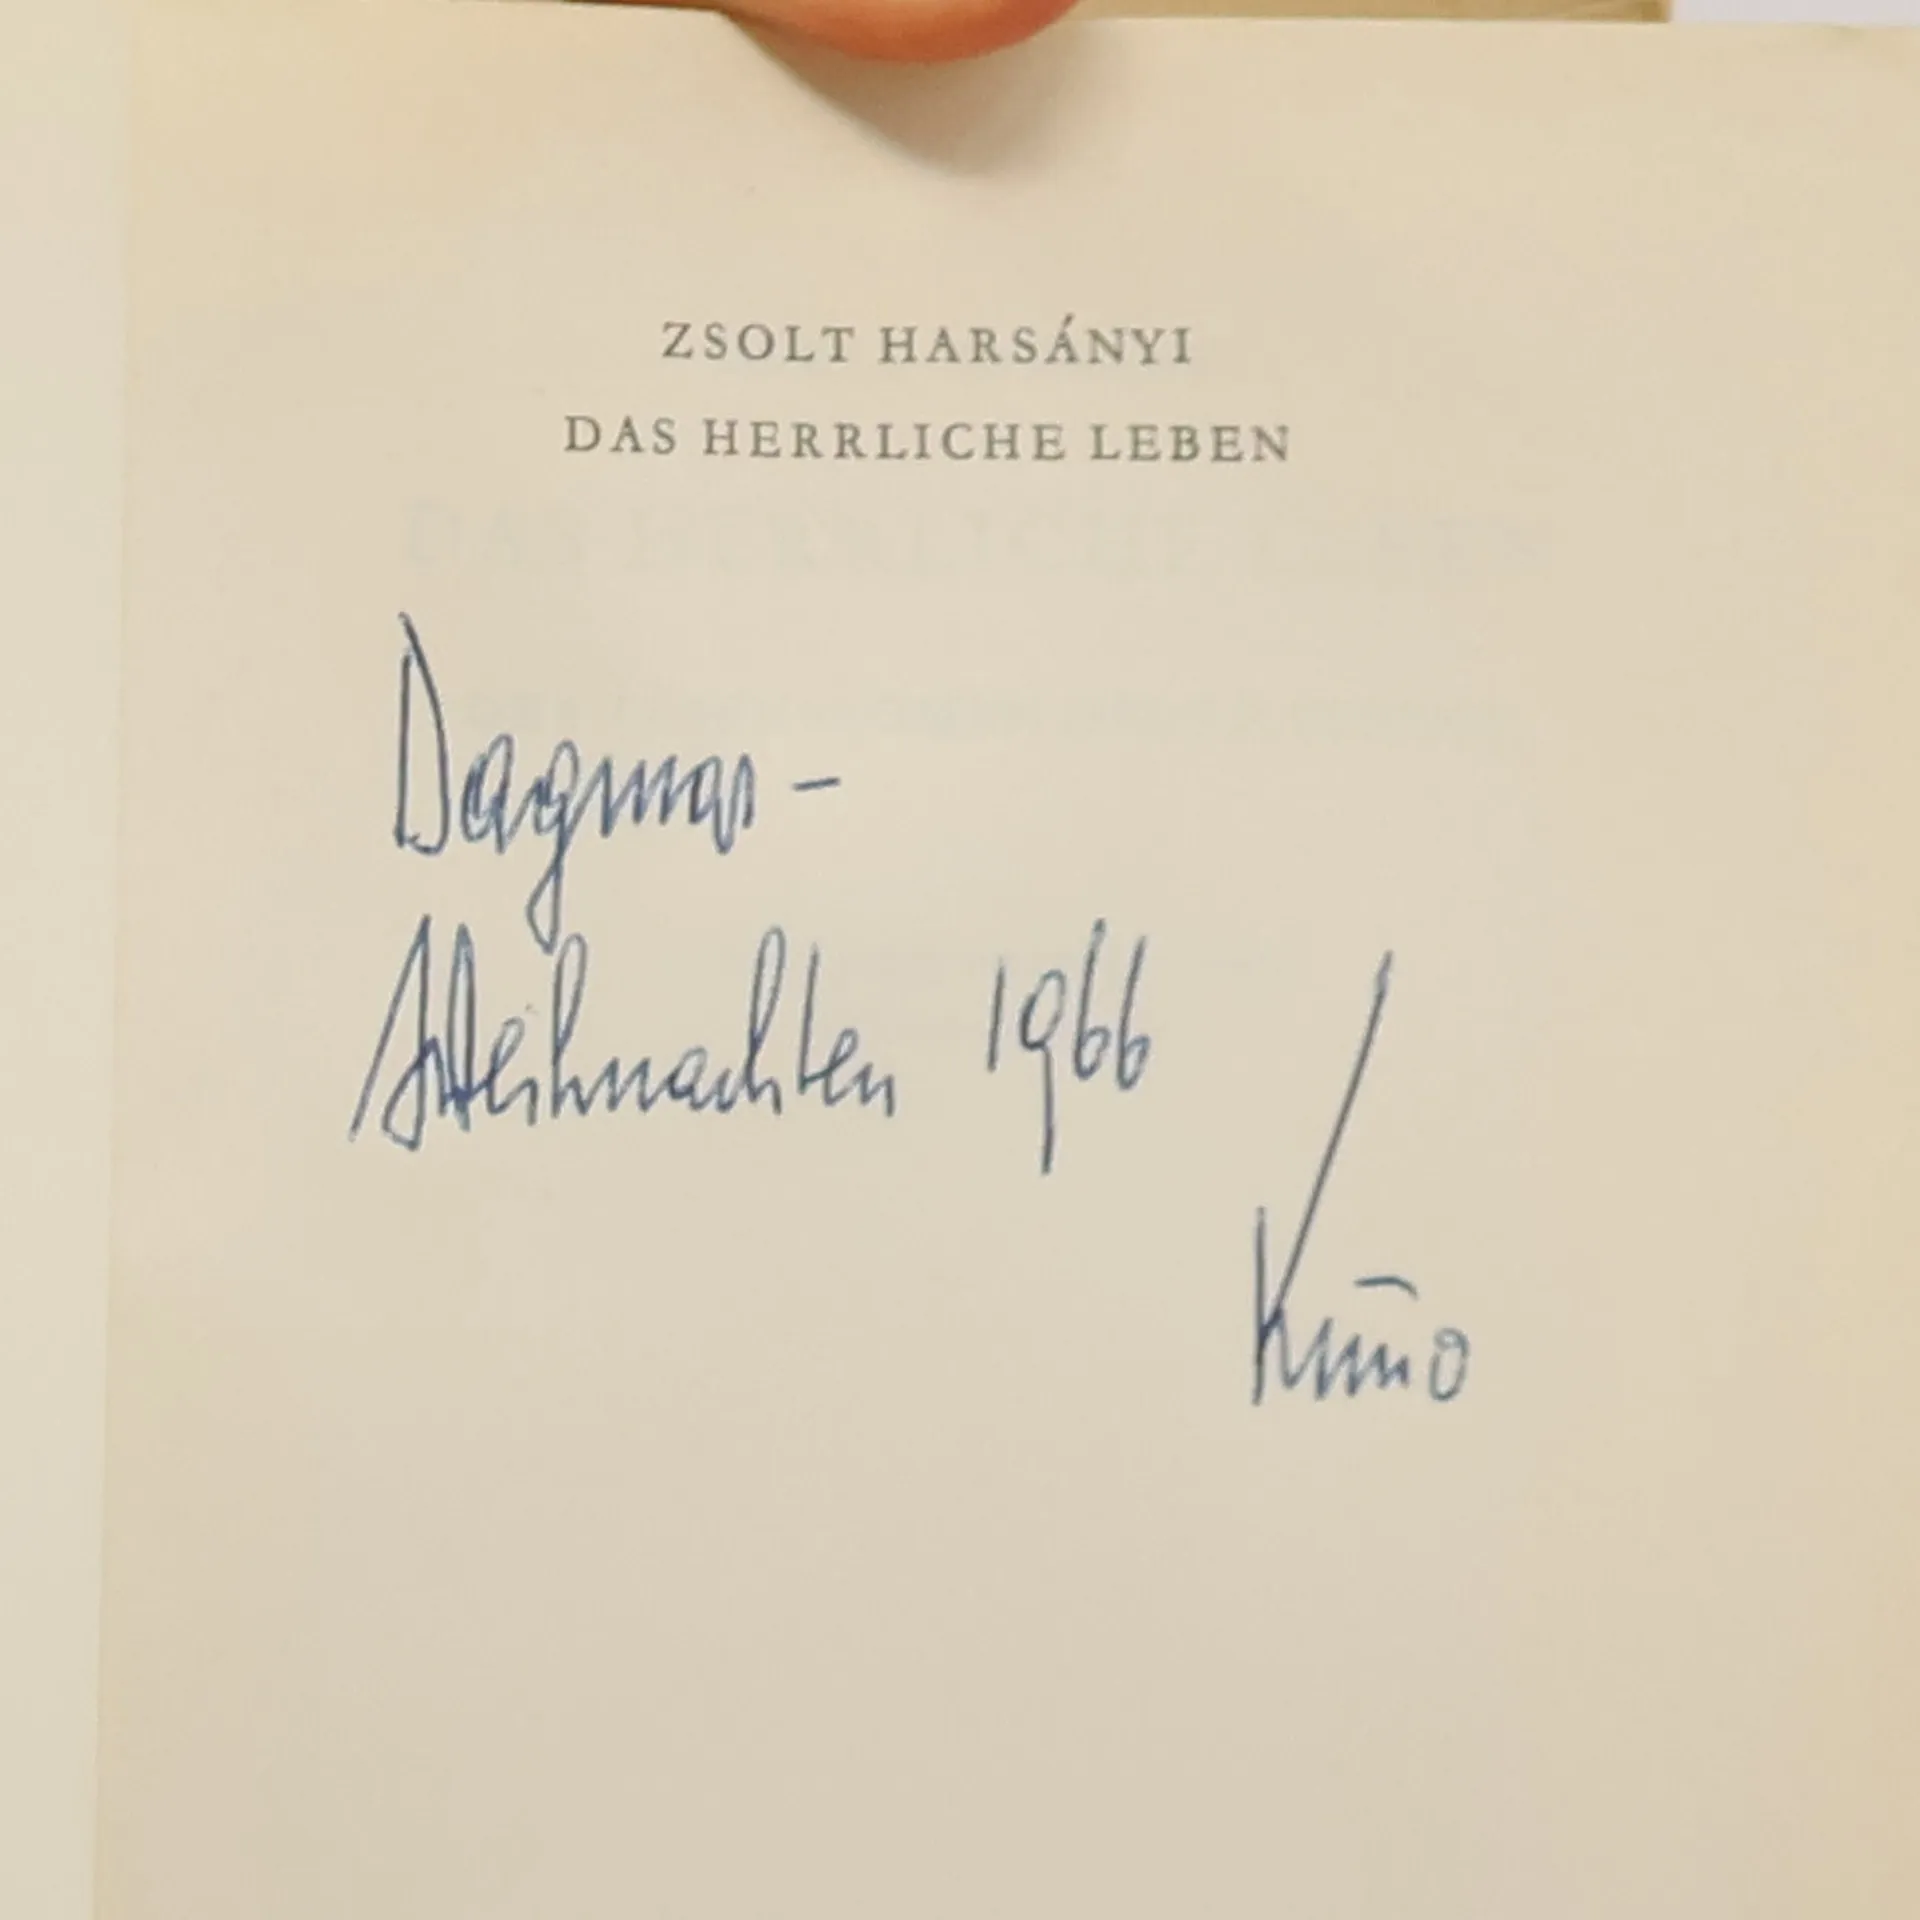 ZSOLT HARSÁNYI
DAS HERRLICHE LEBEN
Dagmar –
Weihnachten 1966
Kuno